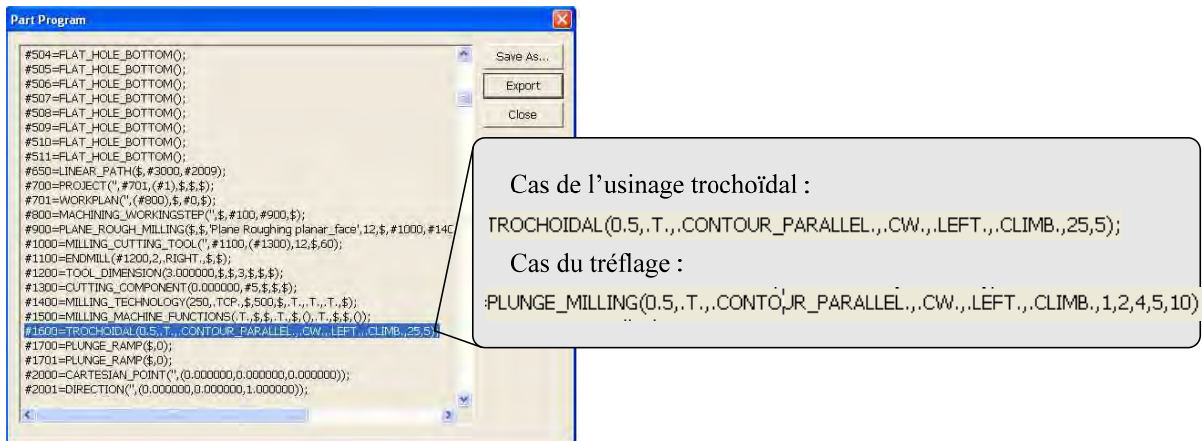 Part Program
#504=FLAT_HOLE_BOTTOM();
#505=FLAT_HOLE_BOTTOM();
#506=FLAT_HOLE_BOTTOM();
#507=FLAT_HOLE_BOTTOM();
#508=FLAT_HOLE_BOTTOM();
#509=FLAT_HOLE_BOTTOM();
#510=FLAT_HOLE_BOTTOM();
#511=FLAT_HOLE_BOTTOM();
#650=LINEAR_PATH($,#3000,#2009);
#700=PROJECT('',#701,(#1),$,$,$);
#701=WORKPLAN('',(#800),$,#0,$);
#800=MACHINING_WORKINGSTEP('',$,#100,#900,$);
#900=PLANE_ROUGH_MILLING($,$,'Plane Roughing planar_face',12,$,#1000,#140
#1000=MILLING_CUTTING_TOOL('',#1100,(#1300),12,$,60);
#1100=ENDMILL(#1200,2,.RIGHT.,$,$);
#1200=TOOL_DIMENSION(3.000000,$,$,3,$,$,$);
#1300=CUTTING_COMPONENT(0.000000,#5,$,$,$);
#1400=MILLING_TECHNOLOGY(250,.TCP.,$,500,$,.T.,.T.,.T.,$);
#1500=MILLING_MACHINE_FUNCTIONS(.T.,$,$,.T.,$,(),.T.,$,$,());
#1600=TROCHOIDAL(0.5,.T.,.CONTOUR_PARALLEL.,.CW.,.LEFT.,.CLIMB.,25,5);
#1700=PLUNGE_RAMP($,0);
#1701=PLUNGE_RAMP($,0);
#2000=CARTESIAN_POINT('',(0.000000,0.000000,0.000000));
#2001=DIRECTION('',(0.000000,0.000000,1.000000));
Save As...
Export
Close
Cas de l'usinage trochoïdal :
TROCHOIDAL(0.5,.T.,.CONTOUR_PARALLEL.,.CW.,.LEFT.,.CLIMB.,25,5);
Cas du tréflage :
PLUNGE_MILLING(0.5,.T.,.CONTOUR_PARALLEL.,.CW.,.LEFT.,.CLIMB.,1,2,4,5,10)